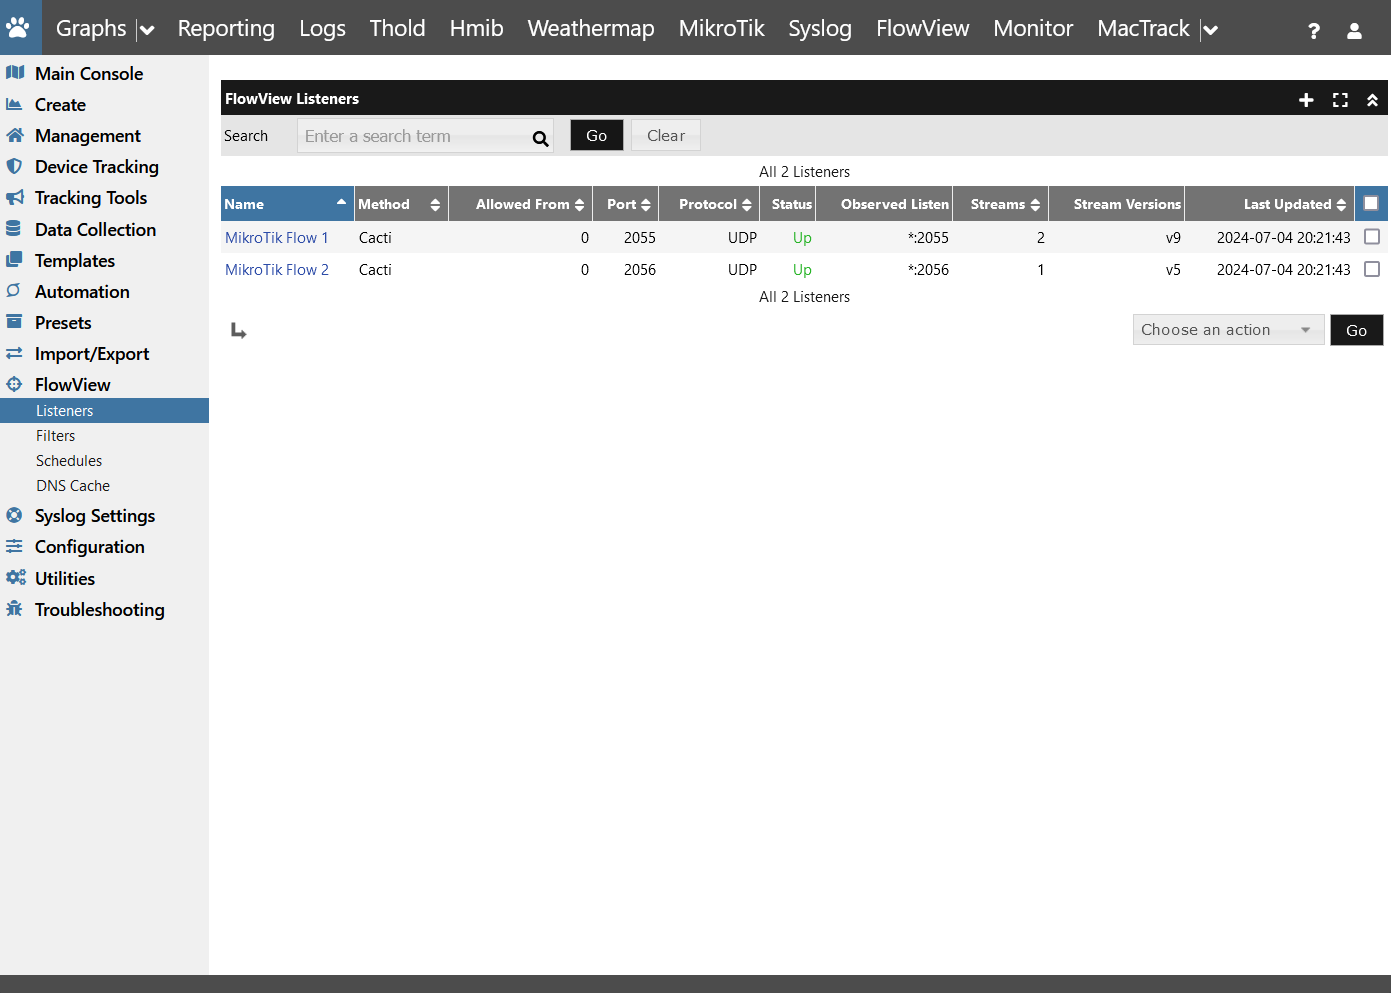 Graphs Reporting Logs Thold Hmib Weathermap MikroTik Syslog FlowView Monitor MacTrack ?
Main Console
Create
Management
Device Tracking
Tracking Tools
Data Collection
Templates
Automation
Presets
Import/Export
FlowView
Listeners
Filters
Schedules
DNS Cache
Syslog Settings
Configuration
Utilities
Troubleshooting
FlowView Listeners
Search Enter a search term Go Clear
All 2 Listeners
Name Method Allowed From Port Protocol Status Observed Listen Streams Stream Versions Last Updated
MikroTik Flow 1 Cacti 0 2055 UDP Up *:2055 2 v9 2024-07-04 20:21:43
MikroTik Flow 2 Cacti 0 2056 UDP Up *:2056 1 v5 2024-07-04 20:21:43
All 2 Listeners
Choose an action Go